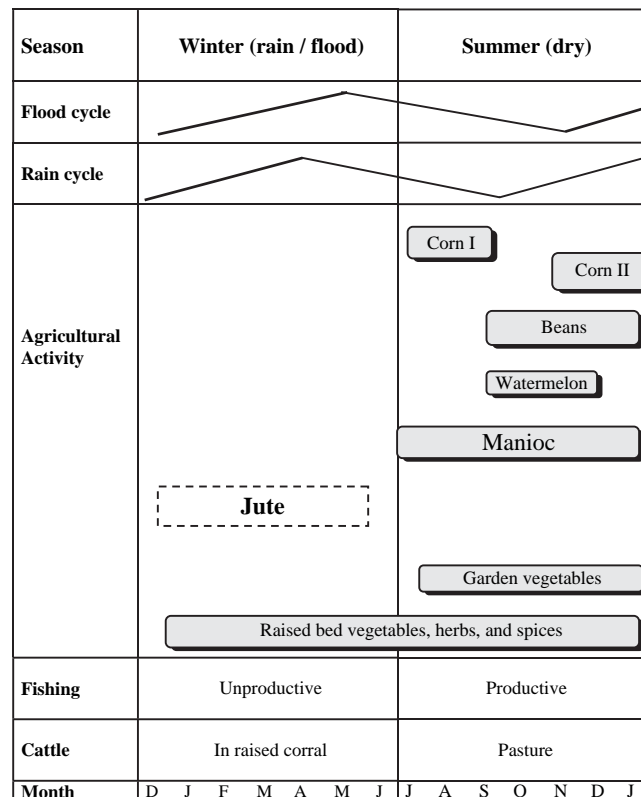 Season
Winter (rain / flood)
Summer (dry)
Flood cycle
Rain cycle
Agricultural
Activity
Corn I
Corn II
Beans
Watermelon
Manioc
Jute
Garden vegetables
Raised bed vegetables, herbs, and spices
Fishing
Unproductive
Productive
Cattle
In raised corral
Pasture
Month
D J F M A M J J A S O N D J